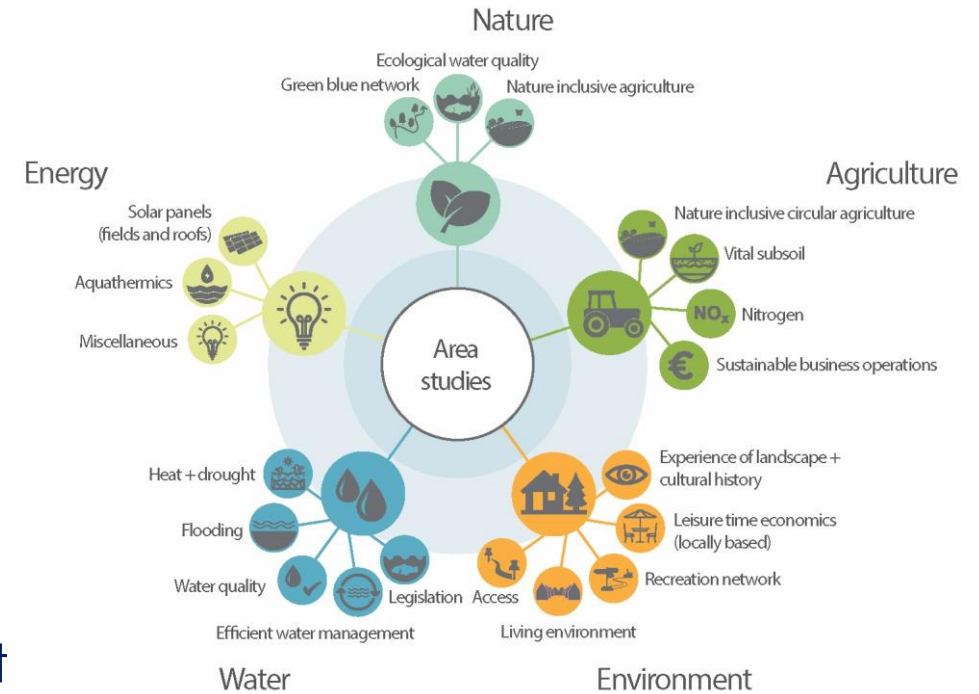 Nature
Ecological water quality
Green blue network
Nature inclusive agriculture
Energy
Agriculture
Solar panels
(fields and roofs)
Aquathermics
Miscellaneous
Nature inclusive circular agriculture
Vital subsoil
NOx
Nitrogen
€
Sustainable business operations
Area
studies
Heat + drought
Flooding
Water quality
Efficient water management
Legislation
Experience of landscape +
cultural history
Leisure time economics
(locally based)
Recreation network
Access
Living environment
Water
Environment